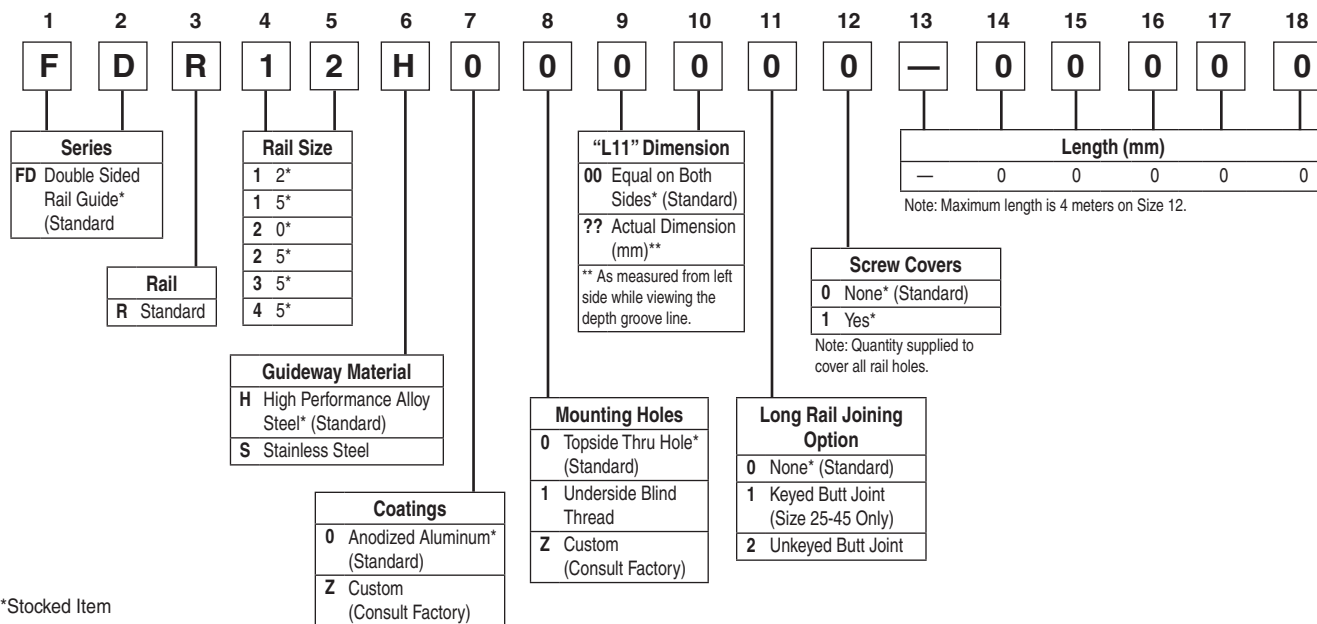 1 2 3 4 5 6 7 8 9 10 11 12 13 14 15 16 17 18
F D R 1 2 H 0 0 0 0 0 0 — 0 0 0 0 0
Series
FD Double Sided
Rail Guide*
(Standard
Rail
R Standard
Rail Size
1 2*
1 5*
2 0*
2 5*
3 5*
4 5*
Guideway Material
H High Performance Alloy
Steel* (Standard)
S Stainless Steel
Coatings
0 Anodized Aluminum*
(Standard)
Z Custom
(Consult Factory)
Mounting Holes
0 Topside Thru Hole*
(Standard)
1 Underside Blind
Thread
Z Custom
(Consult Factory)
“L11” Dimension
00 Equal on Both
Sides* (Standard)
?? Actual Dimension
(mm)**
** As measured from left
side while viewing the
depth groove line.
Long Rail Joining
Option
0 None* (Standard)
1 Keyed Butt Joint
(Size 25-45 Only)
2 Unkeyed Butt Joint
Screw Covers
0 None* (Standard)
1 Yes*
Note: Quantity supplied to
cover all rail holes.
Length (mm)
— 0 0 0 0 0
Note: Maximum length is 4 meters on Size 12.
*Stocked Item